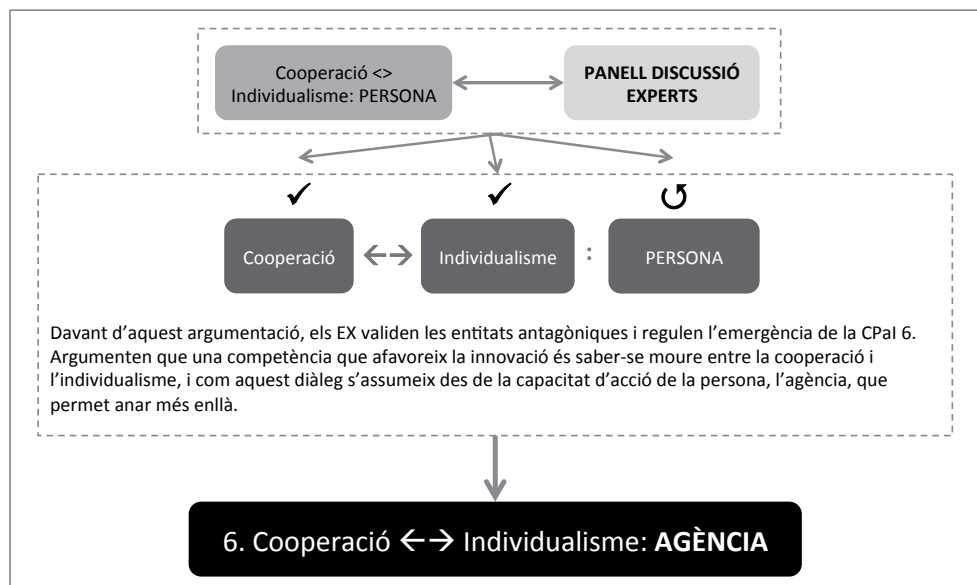 Cooperació <>
Individualisme: PERSONA
PANELL DISCUSSIÓ
EXPERTS
Cooperació
Individualisme
:
PERSONA
Davant d’aquest argumentació, els EX validen les entitats antagòniques i regulen l’emergència de la CPaI 6.
Argumenten que una competència que afavoreix la innovació és saber-se moure entre la cooperació i
l’individualisme, i com aquest diàleg s’assumeix des de la capacitat d’acció de la persona, l’agència, que
permet anar més enllà.
6. Cooperació ←→ Individualisme: AGÈNCIA